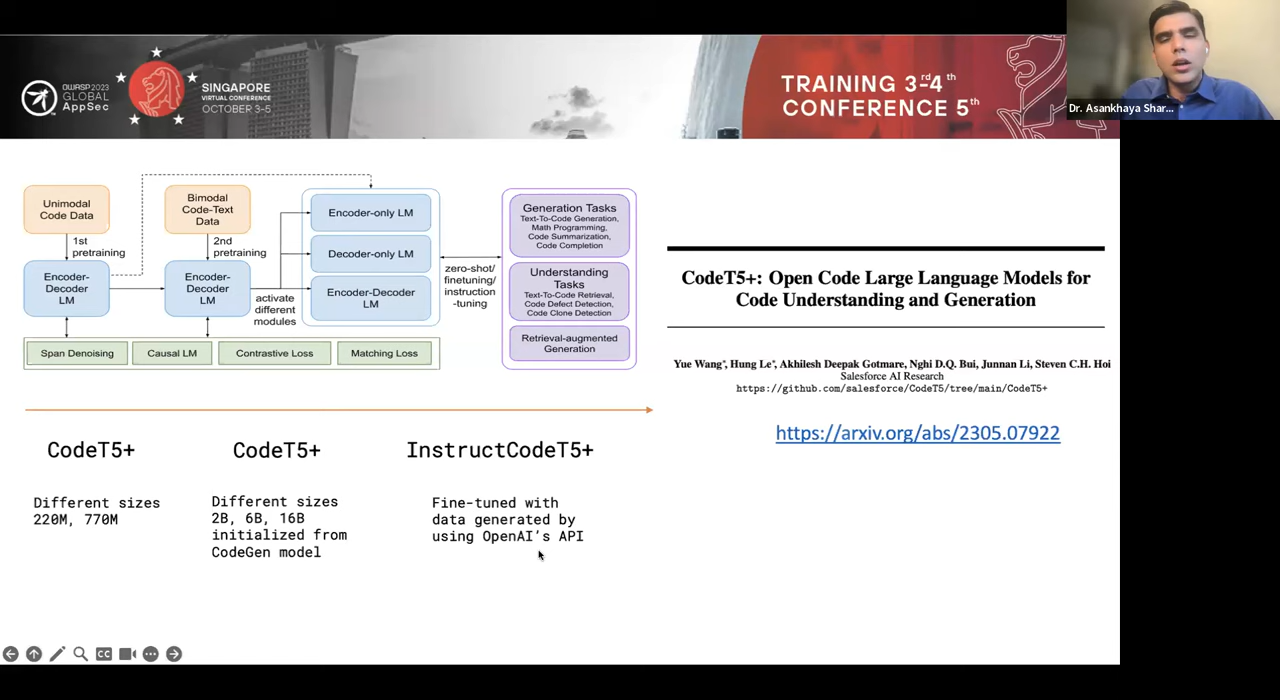 OWASP 2023
GLOBAL
AppSec
SINGAPORE
VIRTUAL CONFERENCE
OCTOBER 3-5
TRAINING 3rd-4th
CONFERENCE 5th
Dr. Asankhaya Shar...
Unimodal
Code Data
Bimodal
Code-Text
Data
1st
pretraining
2nd
pretraining
Encoder-
Decoder
LM
Encoder-
Decoder
LM
activate
different
modules
Encoder-only LM
Decoder-only LM
Encoder-Decoder
LM
zero-shot/
finetuning/
instruction
-tuning
Generation Tasks
Text-To-Code Generation,
Math Programming,
Code Summarization,
Code Completion
Understanding
Tasks
Text-To-Code Retrieval,
Code Defect Detection,
Code Clone Detection
Retrieval-augmented
Generation
Span Denoising
Causal LM
Contrastive Loss
Matching Loss
CodeT5+
Different sizes
220M, 770M
CodeT5+
Different sizes
2B, 6B, 16B
initialized from
CodeGen model
InstructCodeT5+
Fine-tuned with
data generated by
using OpenAI's API
CodeT5+: Open Code Large Language Models for
Code Understanding and Generation
Yue Wang*, Hung Le*, Akhilesh Deepak Gotmare, Nghi D.Q. Bui, Junnan Li, Steven C.H. Hoi
Salesforce AI Research
https://github.com/salesforce/CodeT5/tree/main/CodeT5+
https://arxiv.org/abs/2305.07922
CC